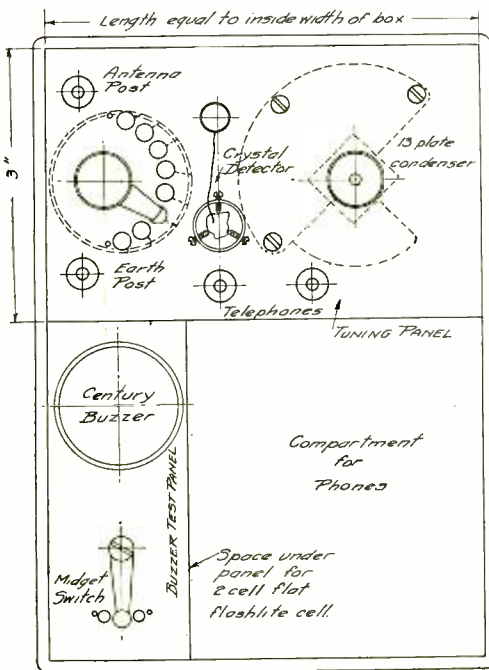 Length equal to inside width of box
Antenna
Post
3"
Crystal
Detector
13 plate
condenser
Earth
Post
Telephones
TUNING PANEL
Century
Buzzer
BUZZER TEST PANEL
Compartment
for
Phones
Midget
Switch
Space under
panel for
2 cell flat
flashlite cell.